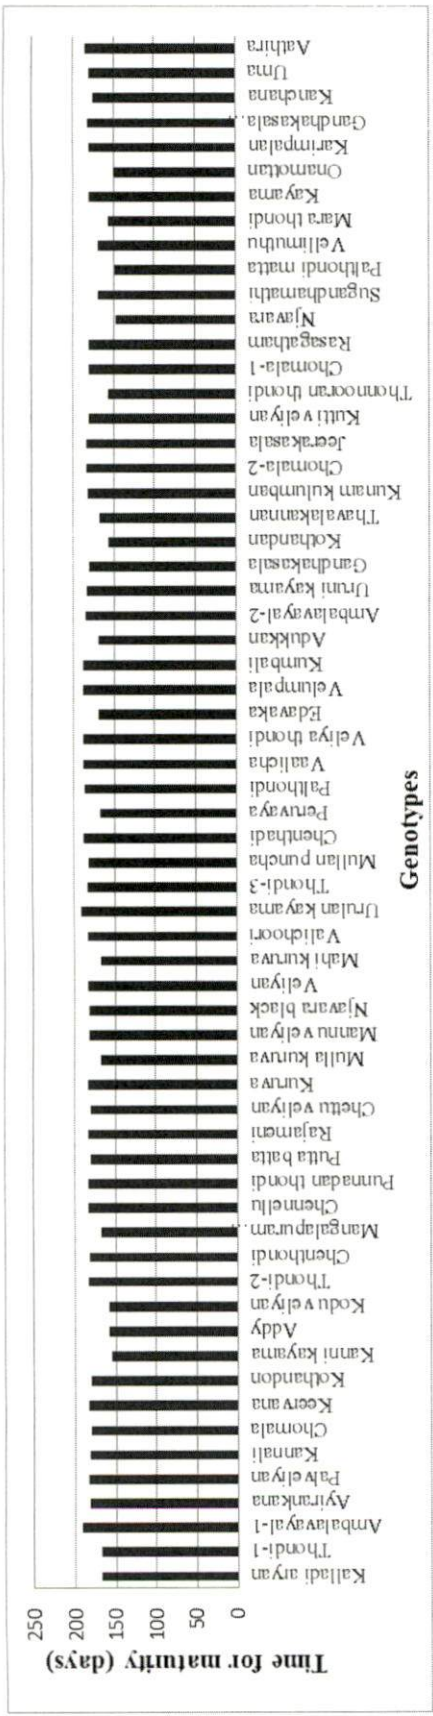 Time for maturity (days)
250
200
150
100
50
0
Kalladi aryan
Thondi-1
Ambalavayal-1
Ayirankana
Palveliyan
Kannali
Chomala
Keervana
Kothandon
Kanni kayama
Addy
Kodu veliyan
Thondi-2
Chenthondi
Mangalapuram...
Chennellu
Punnadan thondi
Putta batta
Rajameni
Chettu veliyan
Kuruva
Mulla kuruva
Mannu veliyan
Njavara black
Veliyan
Mahi kuruva
Valichoori
Urulan kayama
Thondi-3
Mullan puncha
Chenthadi
Peruvaya
Palthondi
Vaalicha
Veliya thondi
Edavaka
Velumpala
Kumbali
Adukkan
Ambalavayal-2
Uruni kayama
Gandhakasala
Kothandan
Thavalakannan
Kunam kulumban
Chomala-2
Jeerakasala
Kutti veliyan
Thonnooran thondi
Chomala-1
Rasagatham
Njavara
Sugandhamathi
Palthondi matta
Vellimuthu
Mara thondi
Kayama
Onamottan
Karimpalan
Gandhakasala...
Kanchana
Uma
Aathira
Genotypes